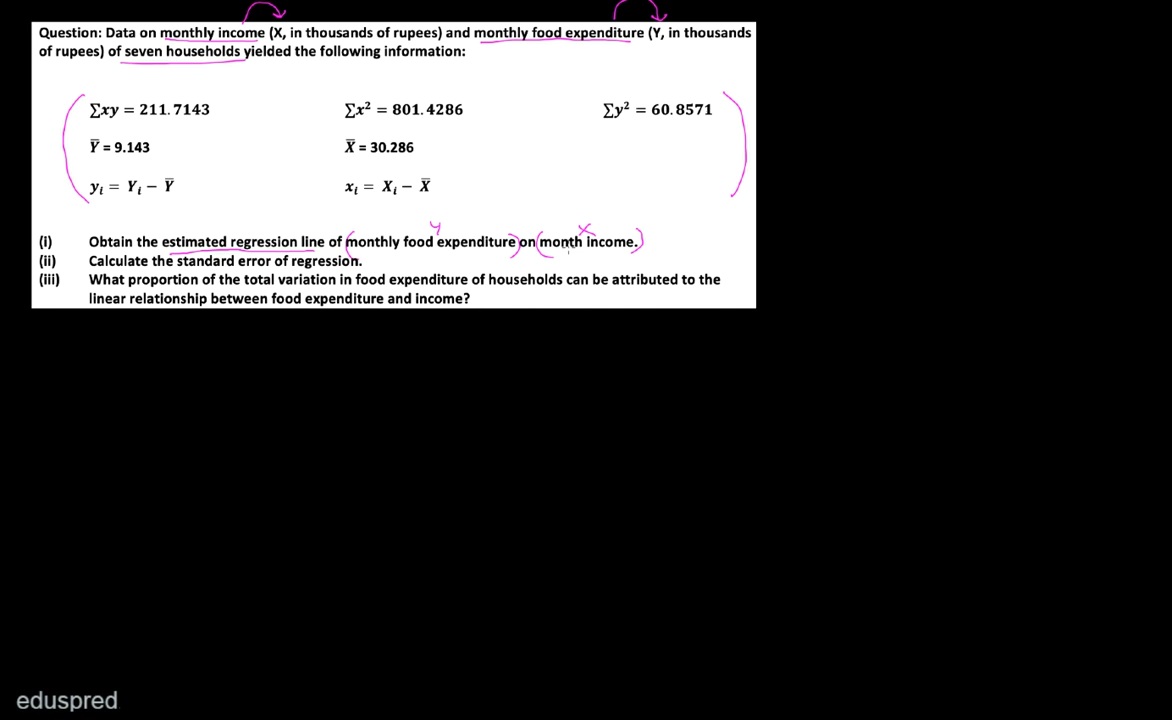 Question: Data on monthly income (X, in thousands of rupees) and monthly food expenditure (Y, in thousands
of rupees) of seven households yielded the following information:
∑xy = 211.7143 ∑x² = 801.4286 ∑y² = 60.8571
Y̅ = 9.143 X̅ = 30.286
yᵢ = Yᵢ − Y̅ xᵢ = Xᵢ − X̅
Y X
(i) Obtain the estimated regression line of (monthly food expenditure) on (month income.)
(ii) Calculate the standard error of regression.
(iii) What proportion of the total variation in food expenditure of households can be attributed to the
linear relationship between food expenditure and income?
eduspred